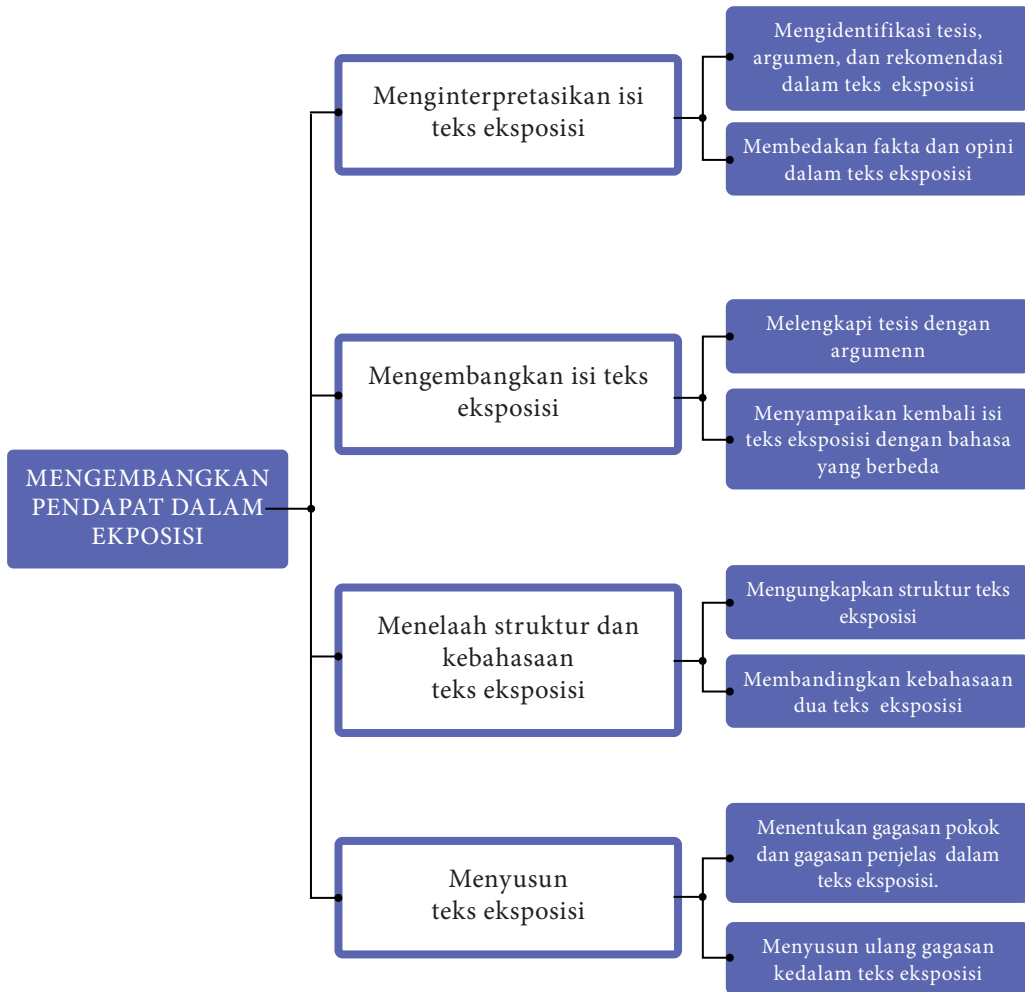 MENGEMBANGKAN
PENDAPAT DALAM
EKPOSISI
Menginterpretasikan isi
teks eksposisi
Mengidentifikasi tesis,
argumen, dan rekomendasi
dalam teks eksposisi
Membedakan fakta dan opini
dalam teks eksposisi
Mengembangkan isi teks
eksposisi
Melengkapi tesis dengan
argumenn
Menyampaikan kembali isi
teks eksposisi dengan bahasa
yang berbeda
Menelaah struktur dan
kebahasaan
teks eksposisi
Mengungkapkan struktur teks
eksposisi
Membandingkan kebahasaan
dua teks eksposisi
Menyusun
teks eksposisi
Menentukan gagasan pokok
dan gagasan penjelas dalam
teks eksposisi.
Menyusun ulang gagasan
kedalam teks eksposisi